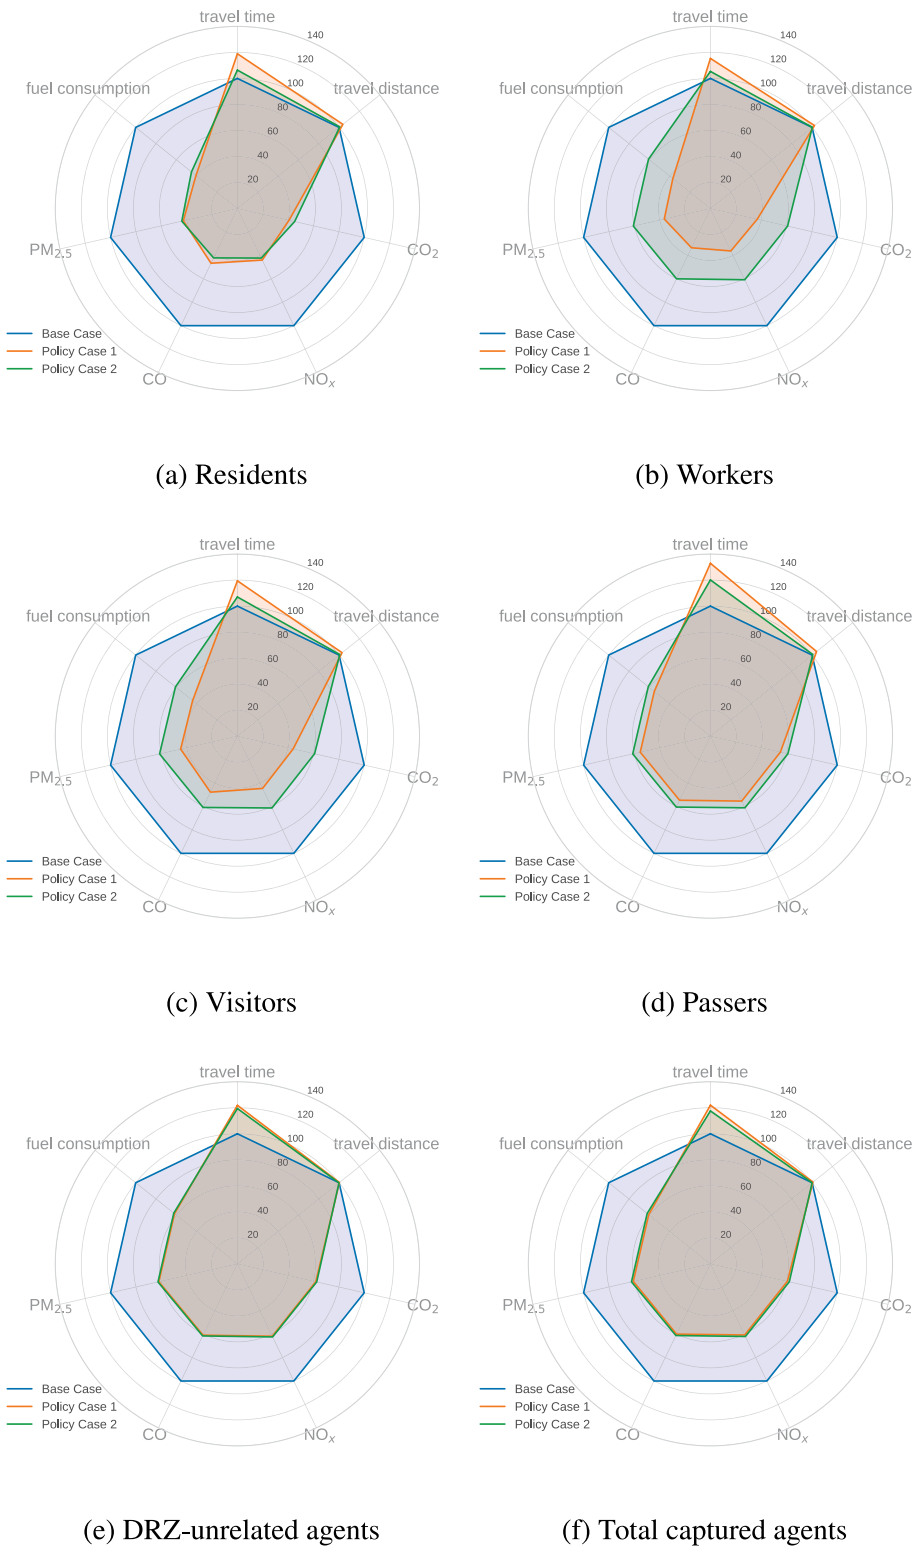 travel time
140
120
100
80
60
40
20
fuel consumption
travel distance
PM2.5
CO2
CO
NOx
Base Case
Policy Case 1
Policy Case 2
(a) Residents
travel time
140
120
100
80
60
40
20
fuel consumption
travel distance
PM2.5
CO2
CO
NOx
Base Case
Policy Case 1
Policy Case 2
(b) Workers
travel time
140
120
100
80
60
40
20
fuel consumption
travel distance
PM2.5
CO2
CO
NOx
Base Case
Policy Case 1
Policy Case 2
(c) Visitors
travel time
140
120
100
80
60
40
20
fuel consumption
travel distance
PM2.5
CO2
CO
NOx
Base Case
Policy Case 1
Policy Case 2
(d) Passers
travel time
140
120
100
80
60
40
20
fuel consumption
travel distance
PM2.5
CO2
CO
NOx
Base Case
Policy Case 1
Policy Case 2
(e) DRZ-unrelated agents
travel time
140
120
100
80
60
40
20
fuel consumption
travel distance
PM2.5
CO2
CO
NOx
Base Case
Policy Case 1
Policy Case 2
(f) Total captured agents